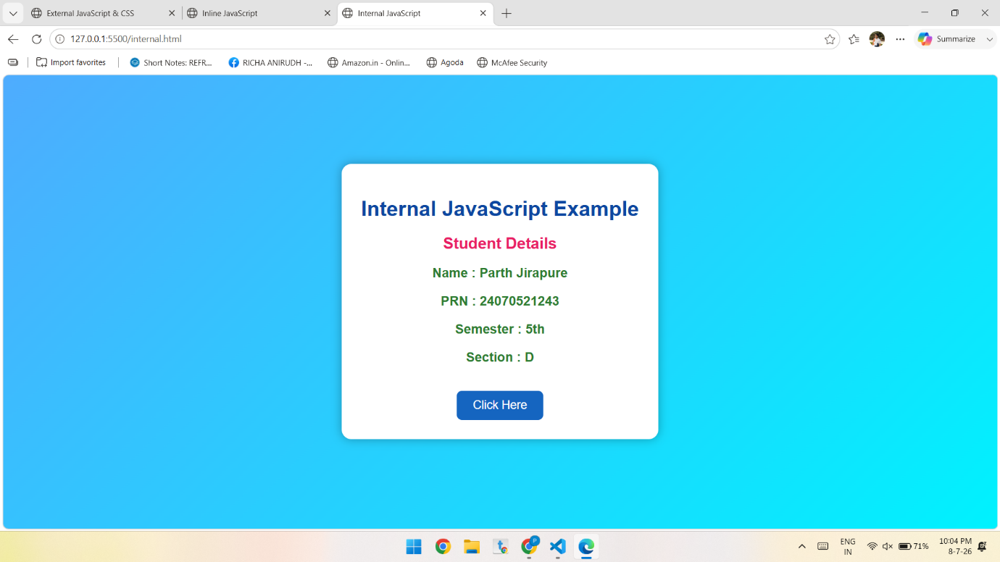 External JavaScript & CSS
Inline JavaScript
Internal JavaScript
127.0.0.1:5500/internal.html
Summarize
Import favorites
Short Notes: REFR...
RICHA ANIRUDH -...
Amazon.in - Onlin...
Agoda
McAfee Security
Internal JavaScript Example
Student Details
Name : Parth Jirapure
PRN : 24070521243
Semester : 5th
Section : D
Click Here
P
ENG
IN
71%
10:04 PM
8-7-26